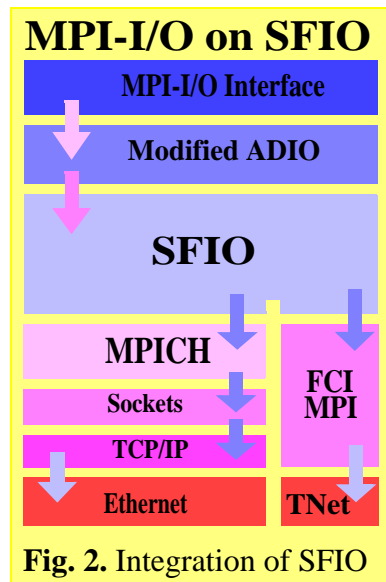 MPI-I/O on SFIO
MPI-I/O Interface
Modified ADIO
SFIO
MPICH
Sockets
TCP/IP
Ethernet
FCI
MPI
TNet
Fig. 2. Integration of SFIO